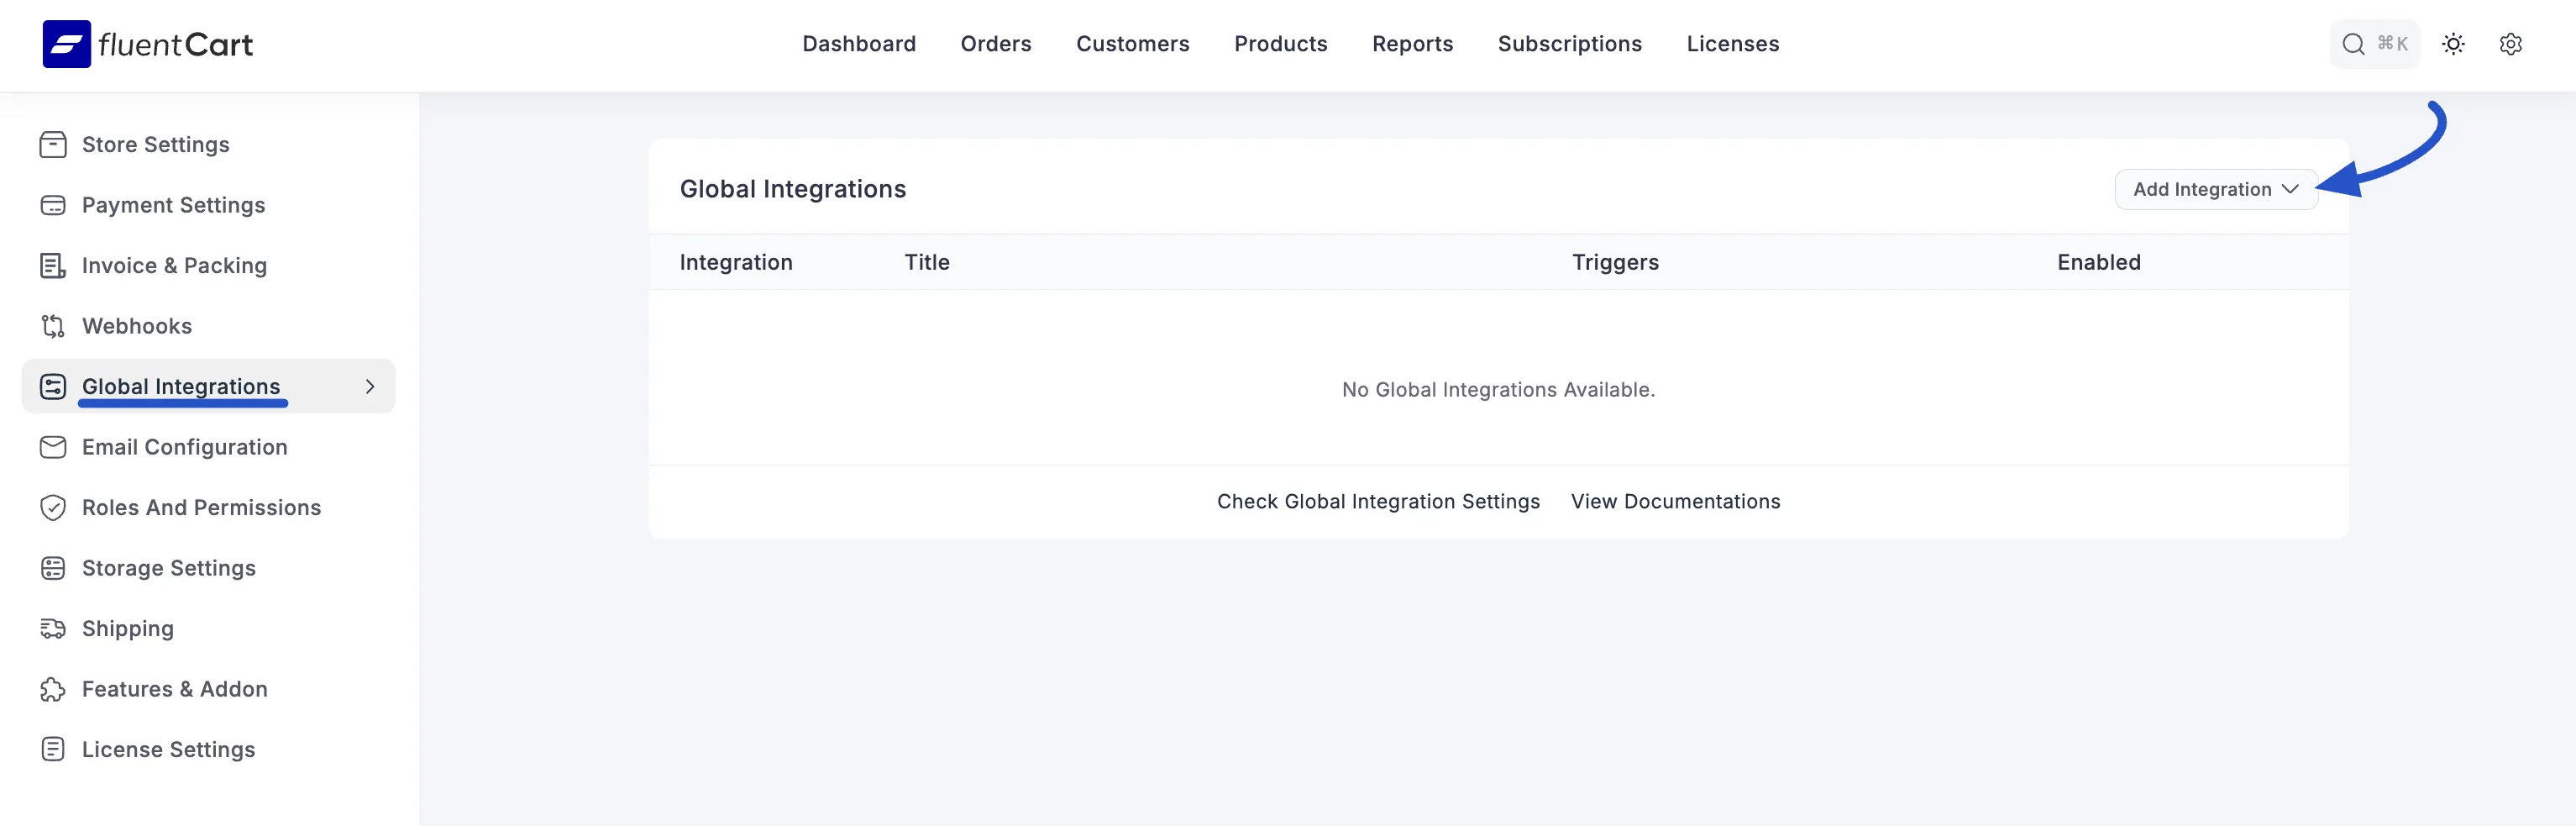 fluentCart
Dashboard
Orders
Customers
Products
Reports
Subscriptions
Licenses
⌘K
Store Settings
Payment Settings
Invoice & Packing
Webhooks
Global Integrations
Email Configuration
Roles And Permissions
Storage Settings
Shipping
Features & Addon
License Settings
Global Integrations
Add Integration
Integration
Title
Triggers
Enabled
No Global Integrations Available.
Check Global Integration Settings
View Documentations